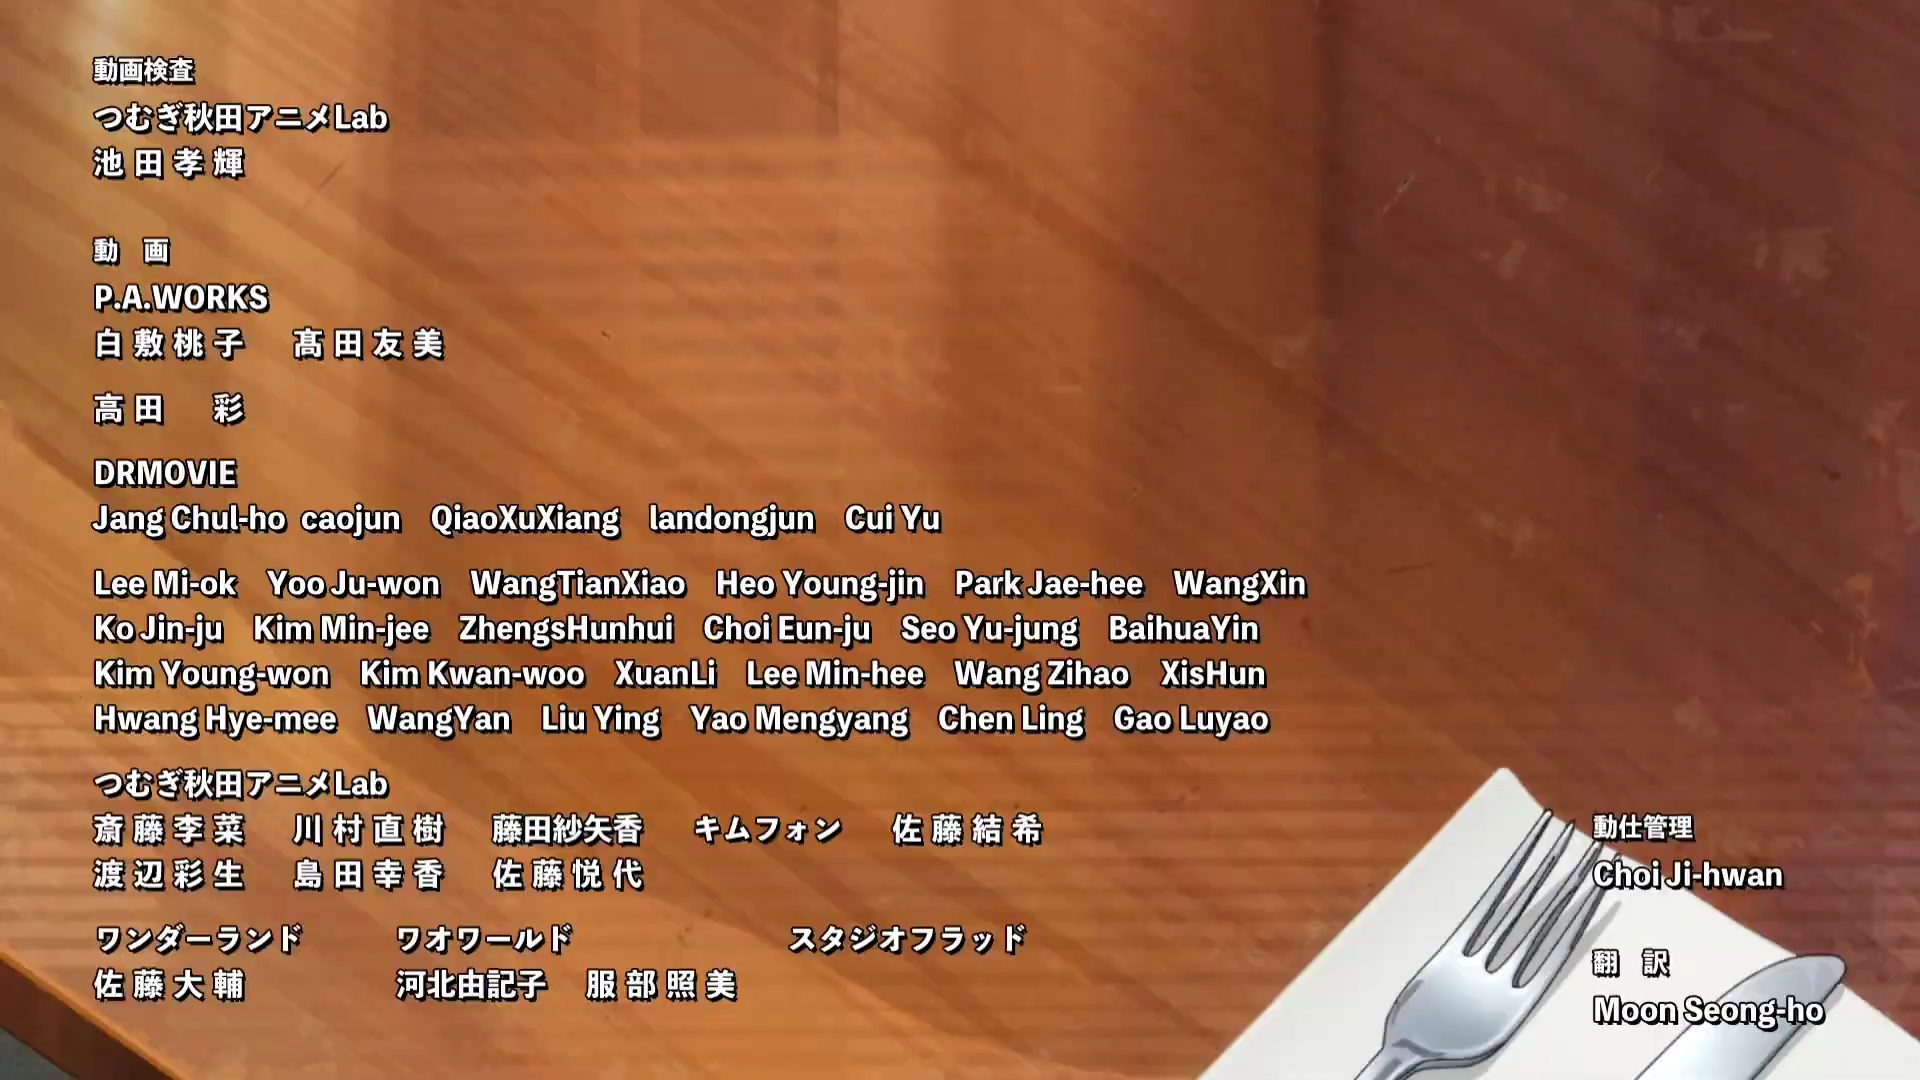 動画検査
つむぎ秋田アニメLab
池田孝輝
動　画
P.A.WORKS
白敷桃子　髙田友美
高田　彩
DRMOVIE
Jang Chul-ho caojun　QiaoXuXiang　landongjun　Cui Yu
Lee Mi-ok　Yoo Ju-won　WangTianXiao　Heo Young-jin　Park Jae-hee　WangXin
Ko Jin-ju　Kim Min-jee　ZhengsHunhui　Choi Eun-ju　Seo Yu-jung　BaihuaYin
Kim Young-won　Kim Kwan-woo　XuanLi　Lee Min-hee　Wang Zihao　XisHun
Hwang Hye-mee　WangYan　Liu Ying　Yao Mengyang　Chen Ling　Gao Luyao
つむぎ秋田アニメLab
斎藤李菜　川村直樹　藤田紗矢香　キムフォン　佐藤結希
渡辺彩生　島田幸香　佐藤悦代
ワンダーランド　ワオワールド　スタジオフラッド
佐藤大輔　河北由記子　服部照美
動仕管理
Choi Ji-hwan
翻　訳
Moon Seong-ho